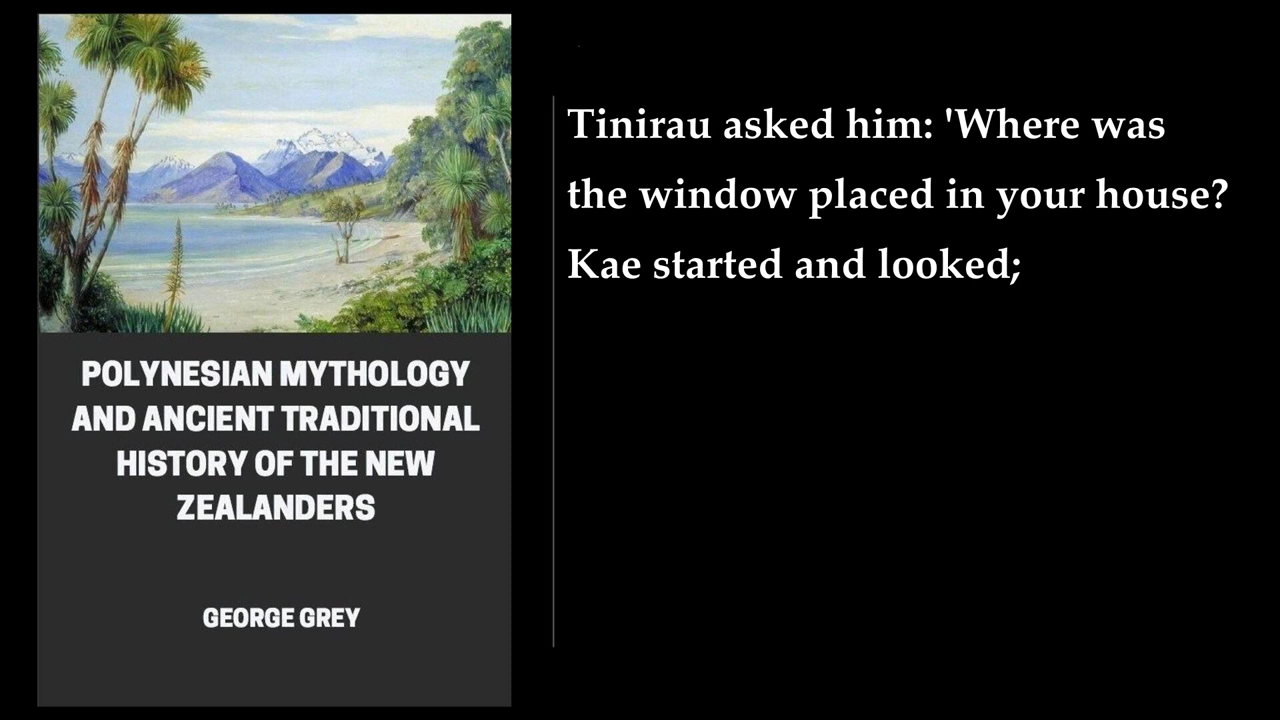 POLYNESIAN MYTHOLOGY
AND ANCIENT TRADITIONAL
HISTORY OF THE NEW
ZEALANDERS
GEORGE GREY
Tinirau asked him: 'Where was
the window placed in your house?
Kae started and looked;